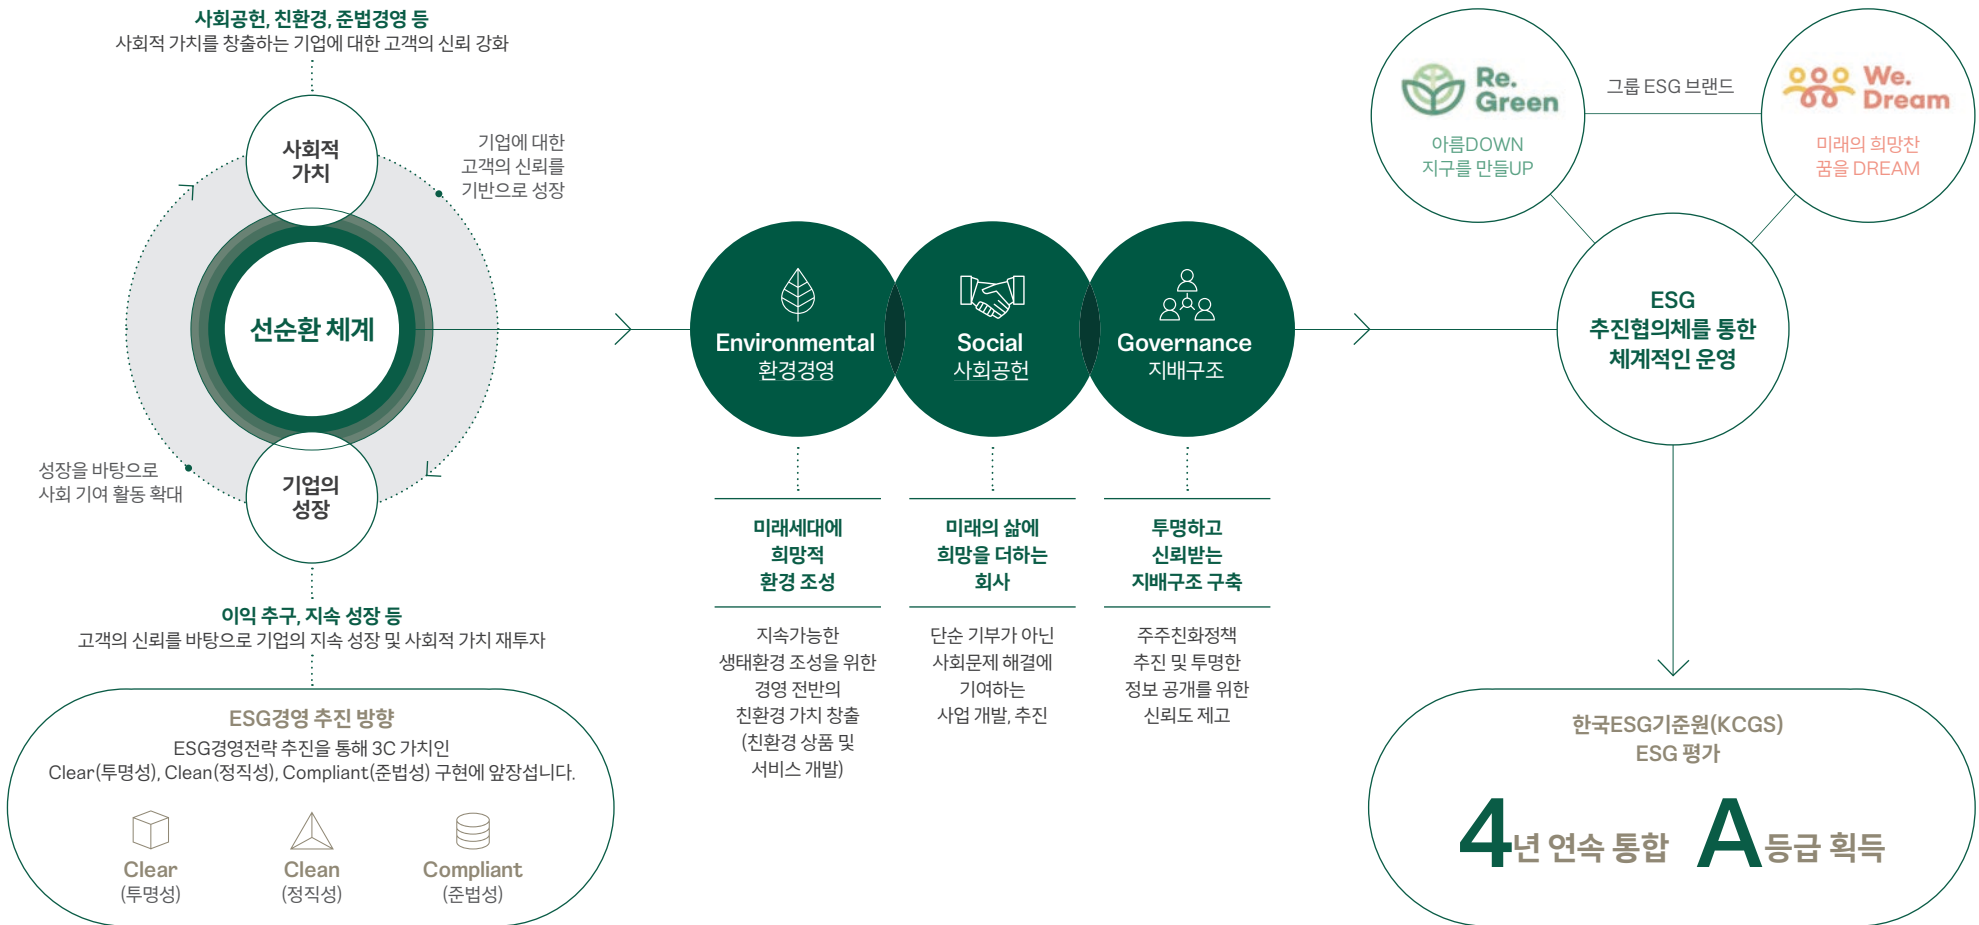 사회공헌, 친환경, 준법경영 등
사회적 가치를 창출하는 기업에 대한 고객의 신뢰 강화
사회적
가치
기업에 대한
고객의 신뢰를
기반으로 성장
선순환 체계
성장을 바탕으로
사회 기여 활동 확대
기업의
성장
이익 추구, 지속 성장 등
고객의 신뢰를 바탕으로 기업의 지속 성장 및 사회적 가치 재투자
ESG경영 추진 방향
ESG경영전략 추진을 통해 3C 가치인
Clear(투명성), Clean(정직성), Compliant(준법성) 구현에 앞장섭니다.
Clear
(투명성)
Clean
(정직성)
Compliant
(준법성)
Environmental
환경경영
Social
사회공헌
Governance
지배구조
미래세대에
희망적
환경 조성
지속가능한
생태환경 조성을 위한
경영 전반의
친환경 가치 창출
(친환경 상품 및
서비스 개발)
미래의 삶에
희망을 더하는
회사
단순 기부가 아닌
사회문제 해결에
기여하는
사업 개발, 추진
투명하고
신뢰받는
지배구조 구축
주주친화정책
추진 및 투명한
정보 공개를 위한
신뢰도 제고
Re.
Green
아름DOWN
지구를 만들UP
그룹 ESG 브랜드
We.
Dream
미래의 희망찬
꿈을 DREAM
ESG
추진협의체를 통한
체계적인 운영
한국ESG기준원(KCGS)
ESG 평가
4년 연속 통합 A등급 획득